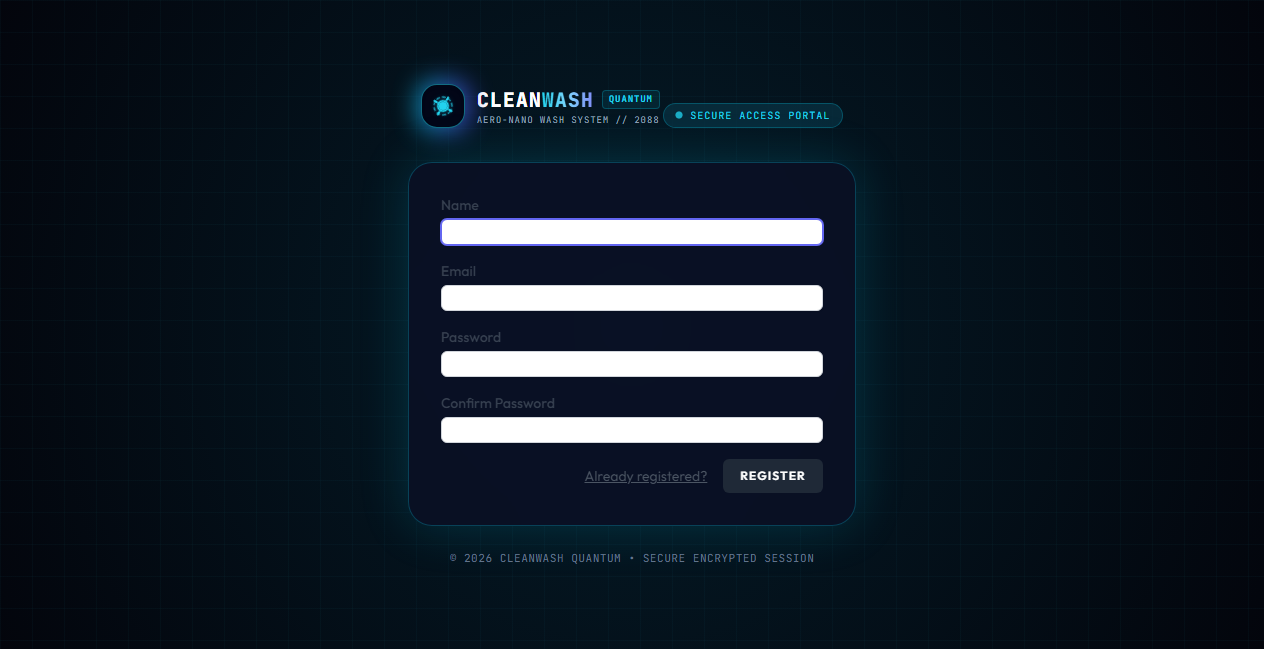 CLEANWASH QUANTUM
AERO-NANO WASH SYSTEM // 2088
SECURE ACCESS PORTAL
Name
Email
Password
Confirm Password
Already registered? REGISTER
© 2026 CLEANWASH QUANTUM • SECURE ENCRYPTED SESSION